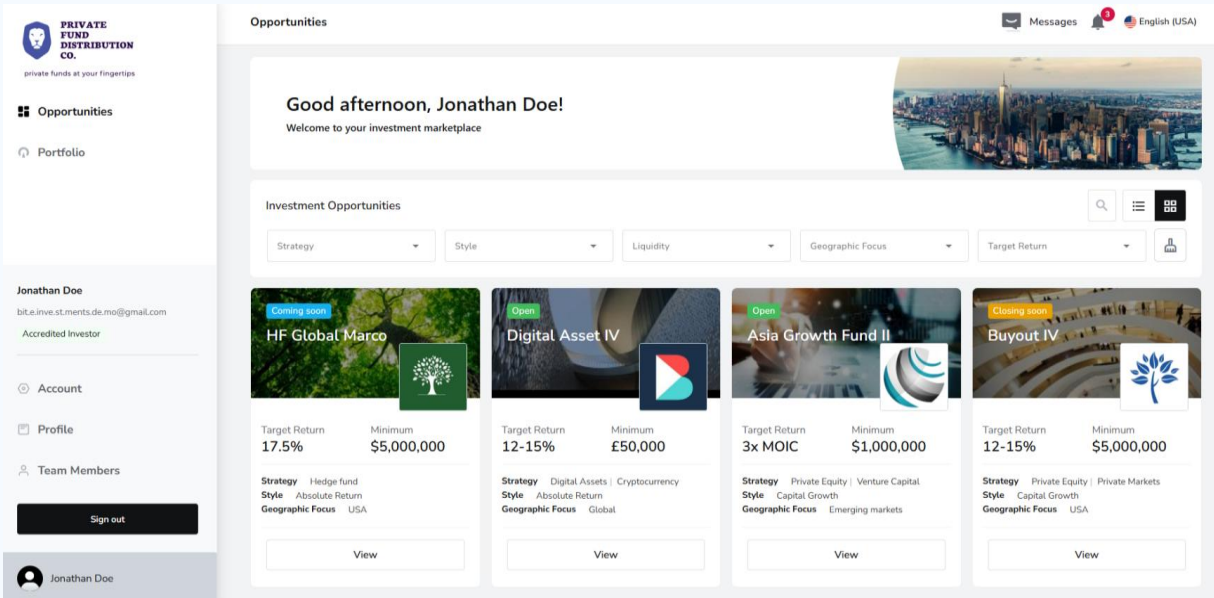 PRIVATE
FUND
DISTRIBUTION
CO.
private funds at your fingertips
Opportunities
Portfolio
Jonathan Doe
bit.e.inve.st.ments.de.mo@gmail.com
Accredited Investor
Account
Profile
Team Members
Sign out
Jonathan Doe
Opportunities
Messages
3
English (USA)
Good afternoon, Jonathan Doe!
Welcome to your investment marketplace
Investment Opportunities
Strategy
Style
Liquidity
Geographic Focus
Target Return
Coming soon
HF Global Marco
Target Return Minimum
17.5% $5,000,000
Strategy Hedge fund
Style Absolute Return
Geographic Focus USA
View
Open
Digital Asset IV
Target Return Minimum
12-15% £50,000
Strategy Digital Assets | Cryptocurrency
Style Absolute Return
Geographic Focus Global
View
Open
Asia Growth Fund II
Target Return Minimum
3x MOIC $1,000,000
Strategy Private Equity | Venture Capital
Style Capital Growth
Geographic Focus Emerging markets
View
Closing soon
Buyout IV
Target Return Minimum
12-15% $5,000,000
Strategy Private Equity | Private Markets
Style Capital Growth
Geographic Focus USA
View